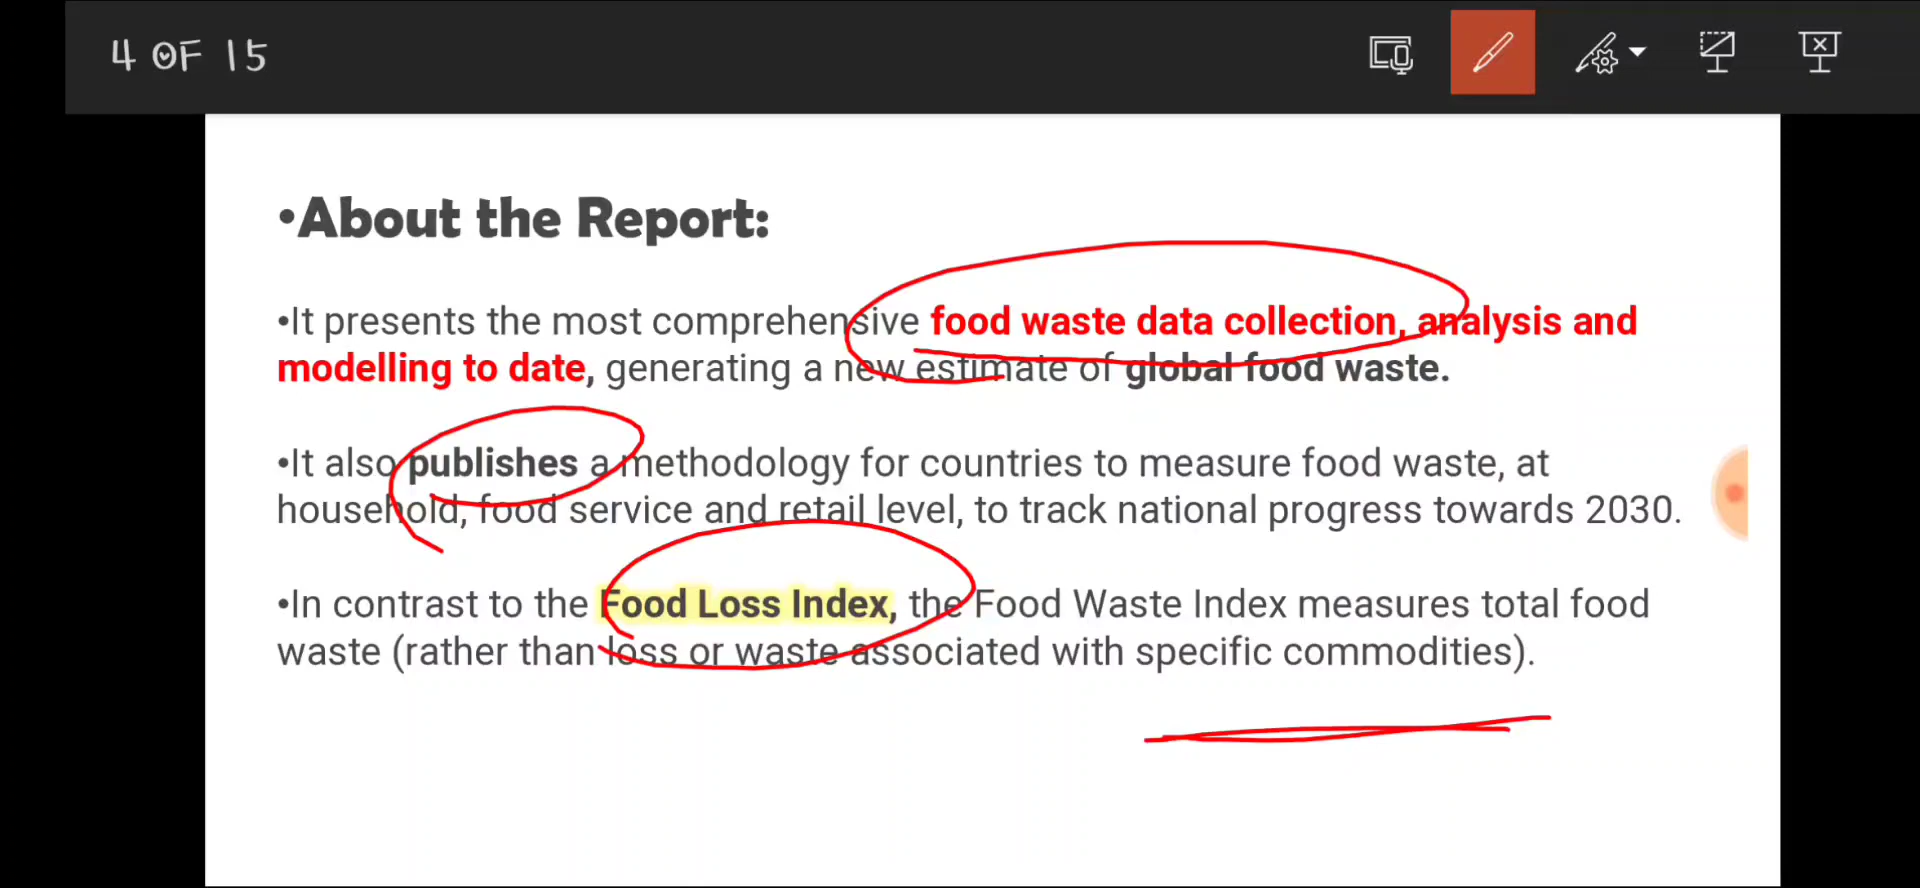 4 OF 15
•About the Report:
•It presents the most comprehensive food waste data collection, analysis and
modelling to date, generating a new estimate of global food waste.
•It also publishes a methodology for countries to measure food waste, at
household, food service and retail level, to track national progress towards 2030.
•In contrast to the Food Loss Index, the Food Waste Index measures total food
waste (rather than loss or waste associated with specific commodities).